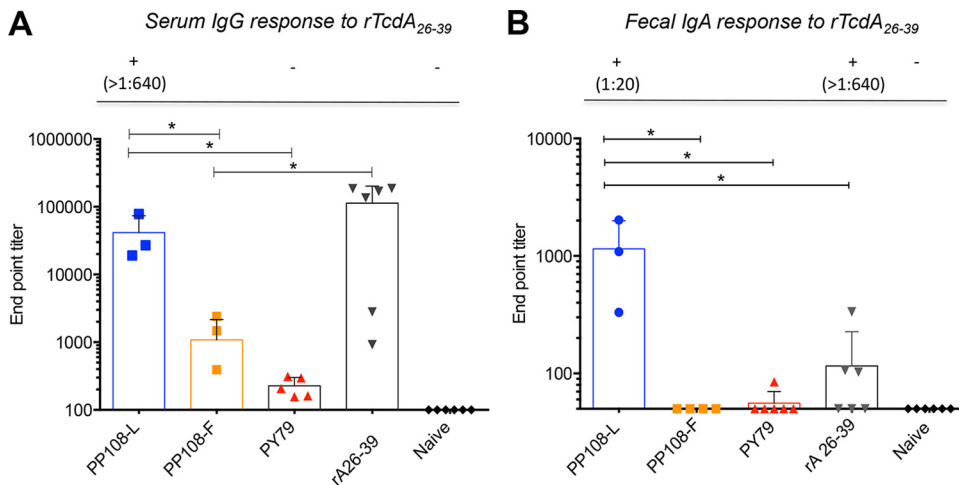 A
Serum IgG response to rTcdA26-39
+
(>1:640)
-
-
*
*
*
End point titer
1000000
100000
10000
1000
100
PP108-L
PP108-F
PY79
rA26-39
Naive
B
Fecal IgA response to rTcdA26-39
+
(1:20)
+
(>1:640)
-
*
*
*
End point titer
10000
1000
100
PP108-L
PP108-F
PY79
rA 26-39
Naive